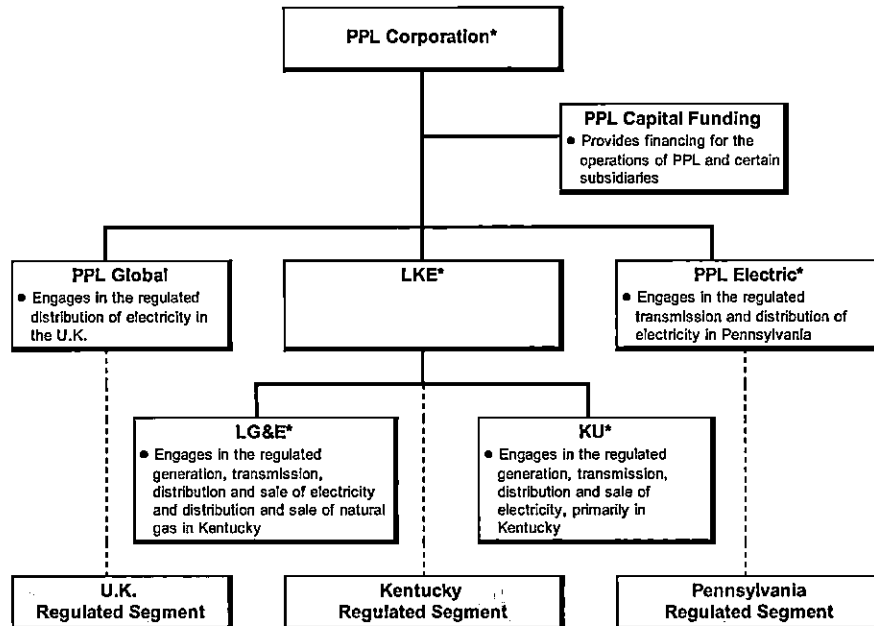 PPL Corporation*
PPL Capital Funding
● Provides financing for the
operations of PPL and certain
subsidiaries
PPL Global
● Engages in the regulated
distribution of electricity in
the U.K.
LKE*
PPL Electric*
● Engages in the regulated
transmission and distribution of
electricity in Pennsylvania
LG&E*
● Engages in the regulated
generation, transmission,
distribution and sale of electricity
and distribution and sale of natural
gas in Kentucky
KU*
● Engages in the regulated
generation, transmission,
distribution and sale of
electricity, primarily in
Kentucky
U.K.
Regulated Segment
Kentucky
Regulated Segment
Pennsylvania
Regulated Segment